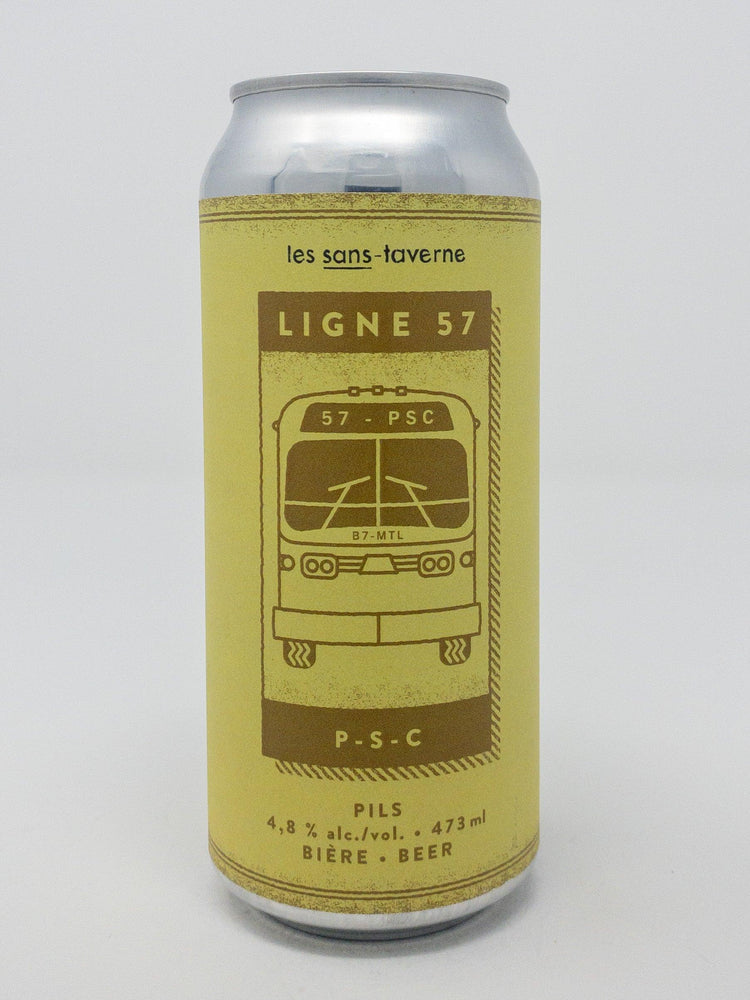 les sans-taverne
LIGNE 57
57 - PSC
B7-MTL
P-S-C
PILS
4,8 % alc./vol. • 473 ml
BIÈRE • BEER